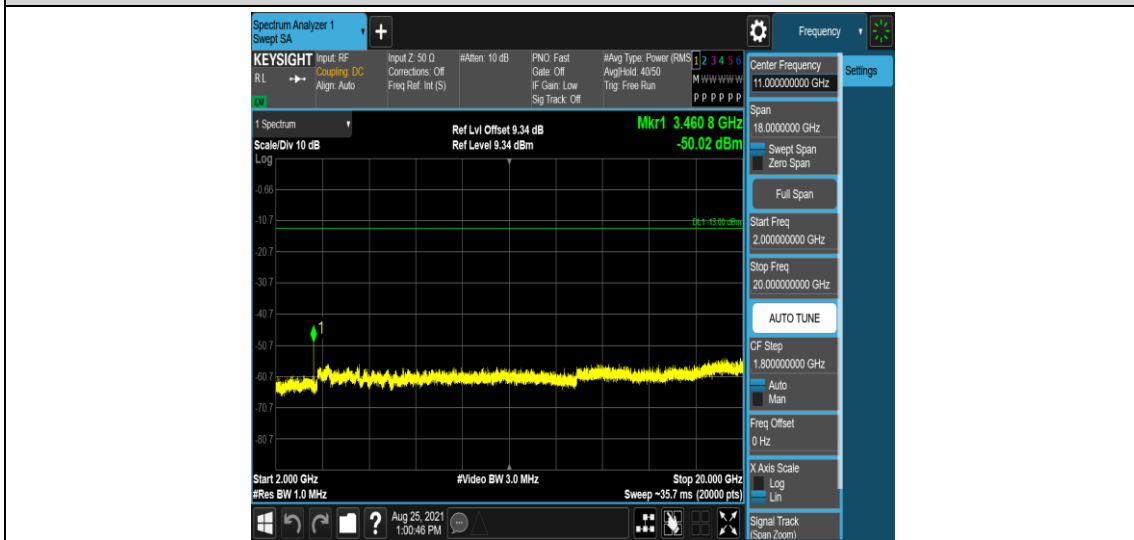 Spectrum Analyzer 1
Swept SA
+
Frequency
KEYSIGHT
RL
Input: RF
Coupling: DC
Align: Auto
Input Z: 50 Ω
Corrections: Off
Freq Ref: Int (S)
#Atten: 10 dB
PNO: Fast
Gate: Off
IF Gain: Low
Sig Track: Off
#Avg Type: Power (RMS
Avg|Hold: 40/50
Trig: Free Run
1 2 3 4 5 6
M W W W W W
P P P P P P
1 Spectrum
Scale/Div 10 dB
Ref Lvl Offset 9.34 dB
Ref Level 9.34 dBm
Mkr1 3.460 8 GHz
-50.02 dBm
Log
-0.66
-10.7
-20.7
-30.7
-40.7
-50.7
-60.7
-70.7
-80.7
DL1 -13.00 dBm
1
Start 2.000 GHz
#Res BW 1.0 MHz
#Video BW 3.0 MHz
Stop 20.000 GHz
Sweep ~35.7 ms (20000 pts)
Center Frequency
11.000000000 GHz
Settings
Span
18.0000000 GHz
Swept Span
Zero Span
Full Span
Start Freq
2.000000000 GHz
Stop Freq
20.000000000 GHz
AUTO TUNE
CF Step
1.800000000 GHz
Auto
Man
Freq Offset
0 Hz
X Axis Scale
Log
Lin
Signal Track
(Span Zoom)
?
Aug 25, 2021
1:00:46 PM